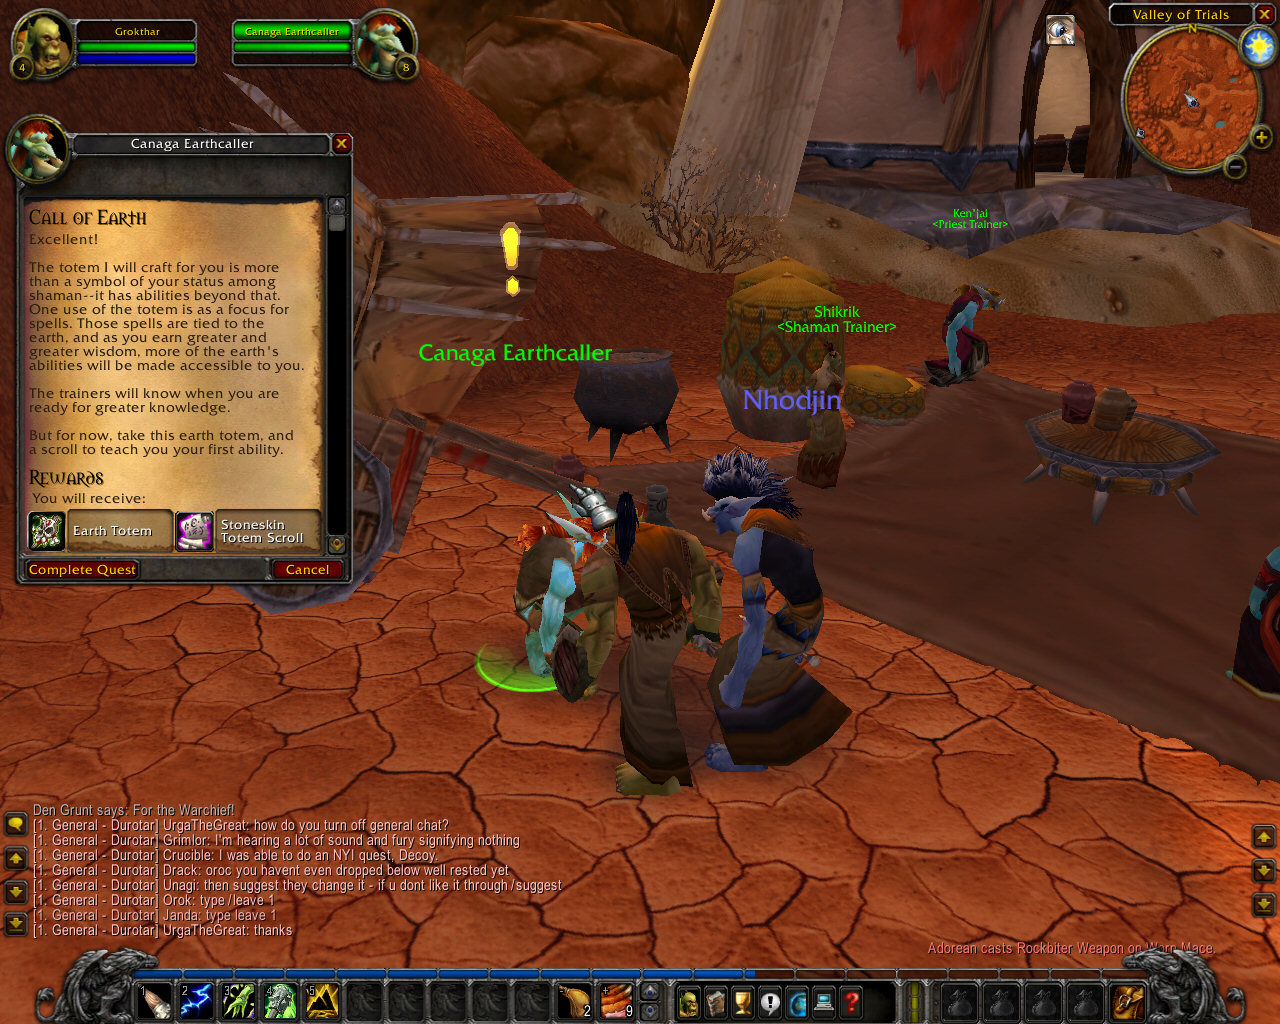 Grokthar
4
Canaga Earthcaller
8
Valley of Trials
N
Canaga Earthcaller
Call of Earth
Excellent!
The totem I will craft for you is more
than a symbol of your status among
shaman--it has abilities beyond that.
One use of the totem is as a focus for
spells. Those spells are tied to the
earth, and as you earn greater and
greater wisdom, more of the earth's
abilities will be made accessible to you.
The trainers will know when you are
ready for greater knowledge.
But for now, take this earth totem, and
a scroll to teach you your first ability.
Rewards
You will receive:
Earth Totem
Stoneskin
Totem Scroll
Complete Quest
Cancel
Ken'jai
<Priest Trainer>
Shikrik
<Shaman Trainer>
Canaga Earthcaller
Nhodjin
Den Grunt says: For the Warchief!
[1. General - Durotar] UrgaTheGreat: how do you turn off general chat?
[1. General - Durotar] Grimlor: I'm hearing a lot of sound and fury signifying nothing
[1. General - Durotar] Crucible: I was able to do an NYI quest, Decoy.
[1. General - Durotar] Drack: oroc you havent even dropped below well rested yet
[1. General - Durotar] Unagi: then suggest they change it - if u dont like it through /suggest
[1. General - Durotar] Orok: type /leave 1
[1. General - Durotar] Janda: type leave 1
[1. General - Durotar] UrgaTheGreat: thanks
Adorean casts Rockbiter Weapon on Worn Mace.
1
2
3
4
5
2
+
9